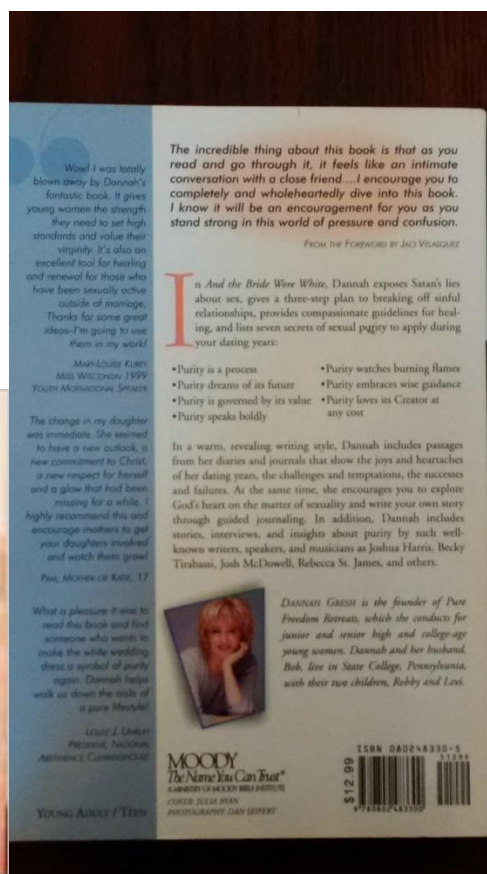 Wow! I was totally
blown away by Dannah's
fantastic book. It gives
young women the strength
they need to set high
standards and value their
virginity. It's also an
excellent tool for healing
and renewal for those who
have been sexually active
outside of marriage.
Thanks for some great
ideas–I'm going to use
them in my work!
MARY-LOUISE KUREY
MISS WISCONSIN 1999
YOUTH MOTIVATIONAL SPEAKER
The change in my daughter
was immediate. She seemed
to have a new outlook, a
new commitment to Christ,
a new respect for herself
and a glow that had been
missing for a while. I
highly recommend this and
encourage mothers to get
your daughters involved
and watch them grow!
PAM, MOTHER OF KATIE, 17
What a pleasure it was to
read this book and find
someone who wants to
make the white wedding
dress a symbol of purity
again. Dannah helps
walk us down the aisle of
a pure lifestyle!
LESLEE J. UNRUH
PRESIDENT, NATIONAL
ABSTINENCE CLEARINGHOUSE
YOUNG ADULT / TEEN
The incredible thing about this book is that as you
read and go through it, it feels like an intimate
conversation with a close friend....I encourage you to
completely and wholeheartedly dive into this book.
I know it will be an encouragement for you as you
stand strong in this world of pressure and confusion.
FROM THE FOREWORD BY JACI VELASQUEZ
In And the Bride Wore White, Dannah exposes Satan's lies
about sex, gives a three-step plan to breaking off sinful
relationships, provides compassionate guidelines for heal-
ing, and lists seven secrets of sexual purity to apply during
your dating years:
• Purity is a process
• Purity dreams of its future
• Purity is governed by its value
• Purity speaks boldly
• Purity watches burning flames
• Purity embraces wise guidance
• Purity loves its Creator at
any cost
In a warm, revealing writing style, Dannah includes passages
from her diaries and journals that show the joys and heartaches
of her dating years, the challenges and temptations, the successes
and failures. At the same time, she encourages you to explore
God's heart on the matter of sexuality and write your own story
through guided journaling. In addition, Dannah includes
stories, interviews, and insights about purity by such well-
known writers, speakers, and musicians as Joshua Harris, Becky
Tirabassi, Josh McDowell, Rebecca St. James, and others.
DANNAH GRESH is the founder of Pure
Freedom Retreats, which she conducts for
junior and senior high and college-age
young women. Dannah and her husband,
Bob, live in State College, Pennsylvania,
with their two children, Robby and Lexi.
MOODY
The Name You Can Trust®
A MINISTRY OF MOODY BIBLE INSTITUTE
COVER: JULIA RYAN
PHOTOGRAPHY: DAN SEIFERT
ISBN 080248330-5
51299
$12.99
9 780802 483300